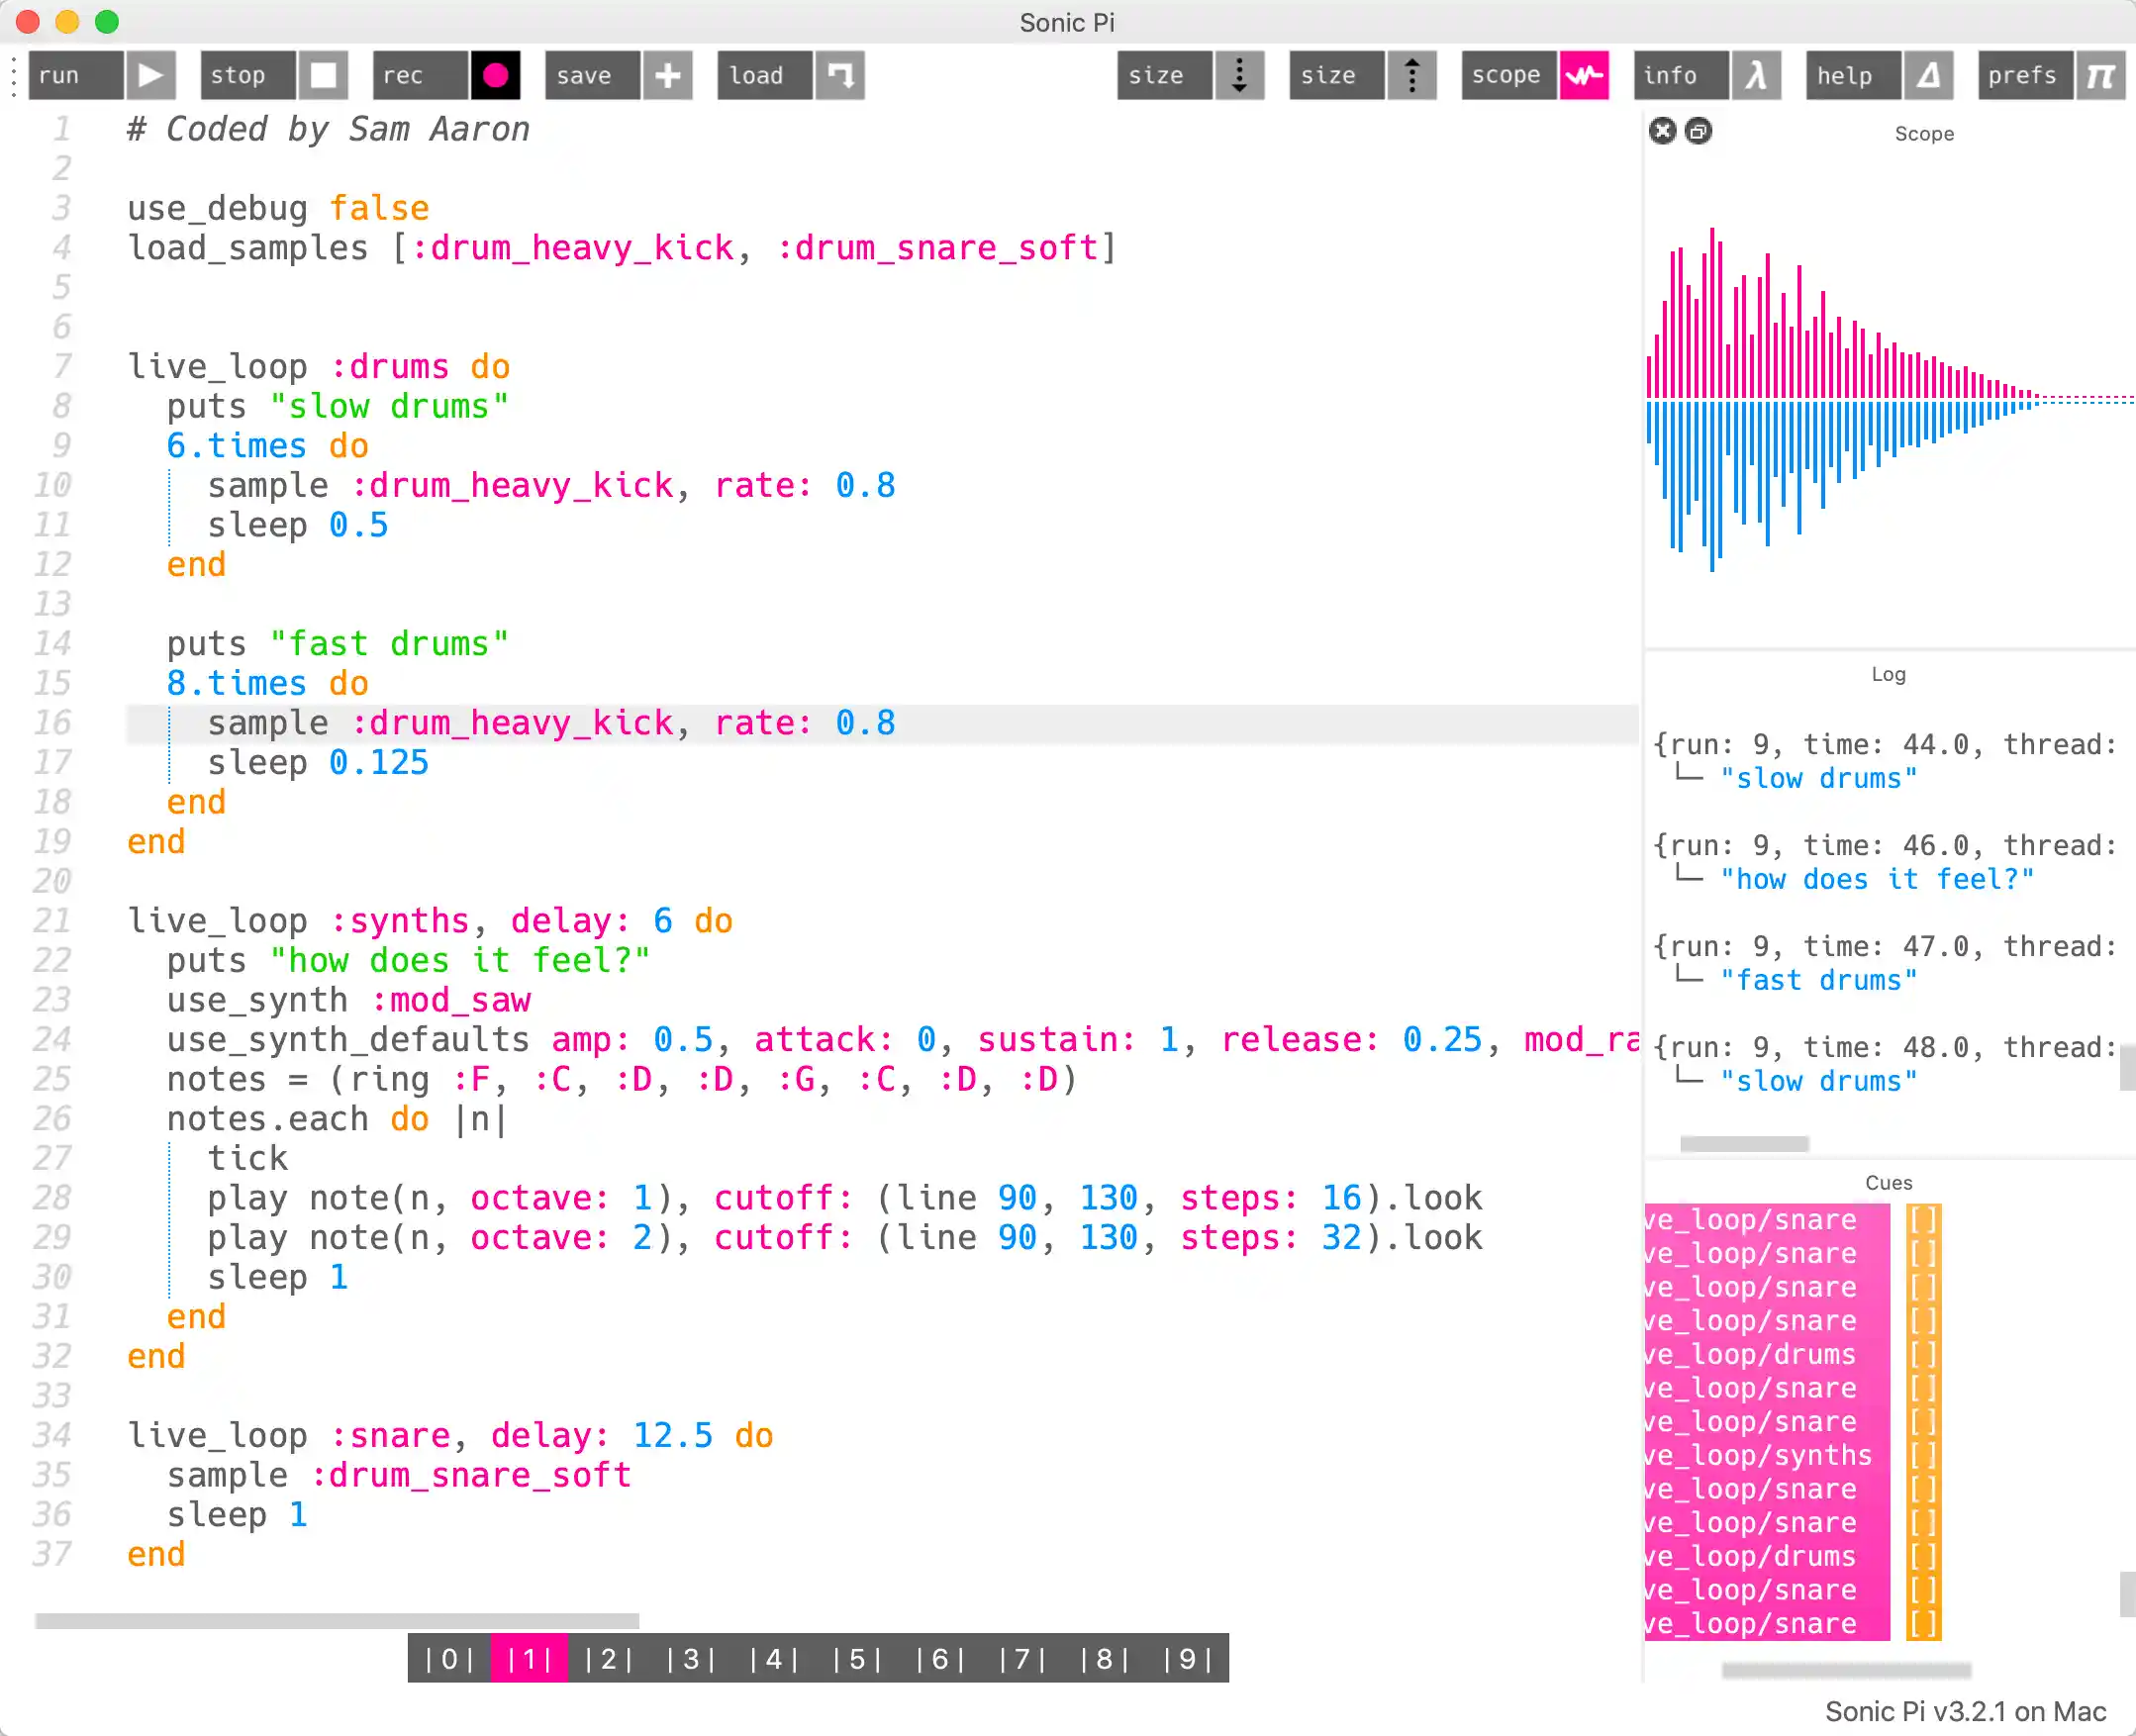 Sonic Pi
run stop rec save load size size scope info help prefs
1 # Coded by Sam Aaron
2
3 use_debug false
4 load_samples [:drum_heavy_kick, :drum_snare_soft]
5
6
7 live_loop :drums do
8 puts "slow drums"
9 6.times do
10 sample :drum_heavy_kick, rate: 0.8
11 sleep 0.5
12 end
13
14 puts "fast drums"
15 8.times do
16 sample :drum_heavy_kick, rate: 0.8
17 sleep 0.125
18 end
19 end
20
21 live_loop :synths, delay: 6 do
22 puts "how does it feel?"
23 use_synth :mod_saw
24 use_synth_defaults amp: 0.5, attack: 0, sustain: 1, release: 0.25, mod_ra
25 notes = (ring :F, :C, :D, :D, :G, :C, :D, :D)
26 notes.each do |n|
27 tick
28 play note(n, octave: 1), cutoff: (line 90, 130, steps: 16).look
29 play note(n, octave: 2), cutoff: (line 90, 130, steps: 32).look
30 sleep 1
31 end
32 end
33
34 live_loop :snare, delay: 12.5 do
35 sample :drum_snare_soft
36 sleep 1
37 end
|0| |1| |2| |3| |4| |5| |6| |7| |8| |9|
Scope
Log
{run: 9, time: 44.0, thread:
└─ "slow drums"
{run: 9, time: 46.0, thread:
└─ "how does it feel?"
{run: 9, time: 47.0, thread:
└─ "fast drums"
{run: 9, time: 48.0, thread:
└─ "slow drums"
Cues
ve_loop/snare []
ve_loop/snare []
ve_loop/snare []
ve_loop/snare []
ve_loop/drums []
ve_loop/snare []
ve_loop/snare []
ve_loop/synths []
ve_loop/snare []
ve_loop/snare []
ve_loop/drums []
ve_loop/snare []
ve_loop/snare []
Sonic Pi v3.2.1 on Mac